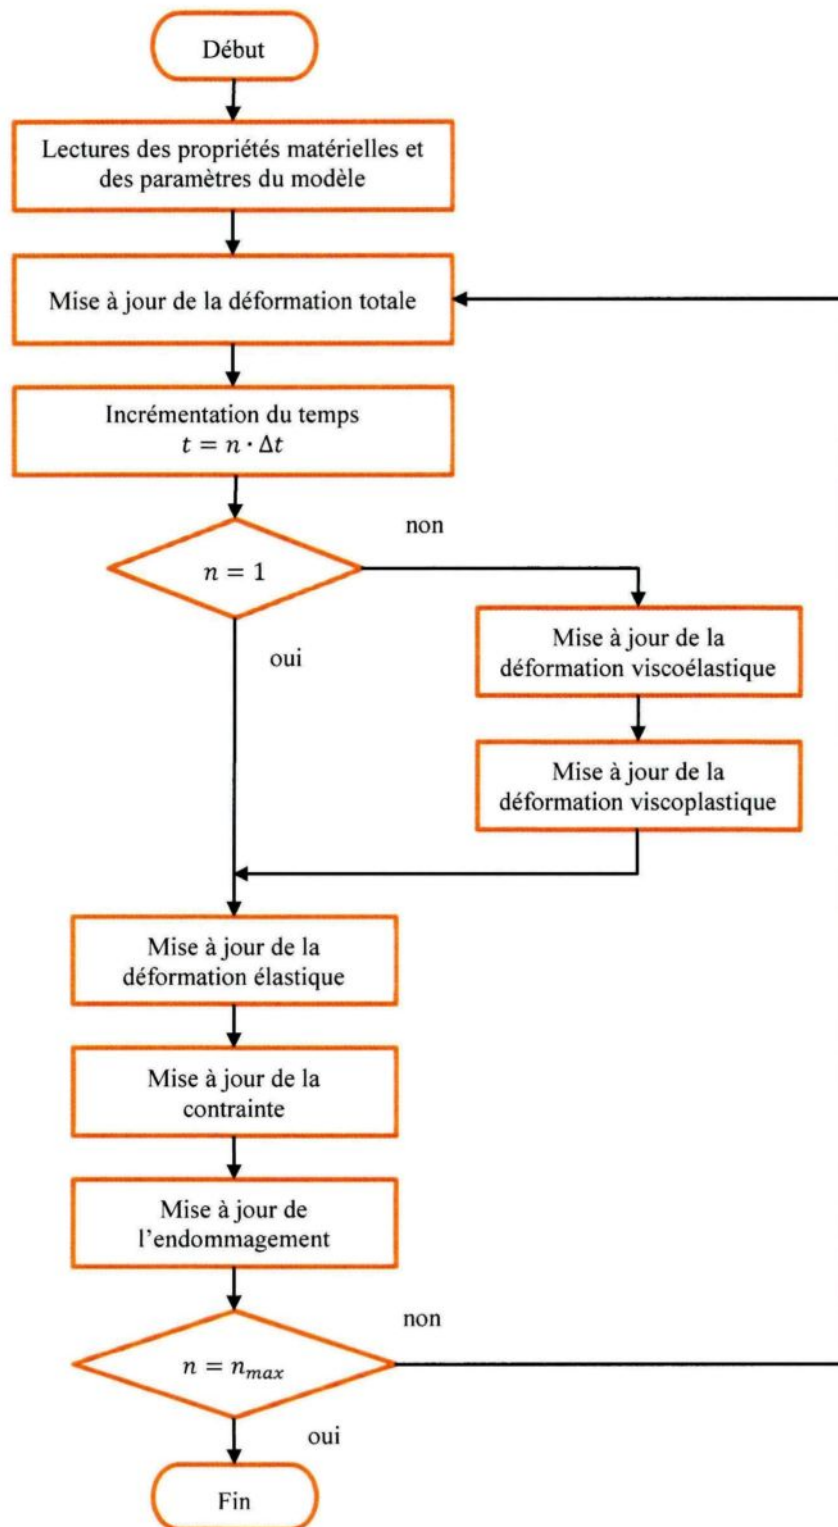 Début
Lectures des propriétés matérielles et
des paramètres du modèle
Mise à jour de la déformation totale
Incrémentation du temps
t = n · Δt
n = 1
non
oui
Mise à jour de la
déformation viscoélastique
Mise à jour de la
déformation viscoplastique
Mise à jour de la
déformation élastique
Mise à jour de la
contrainte
Mise à jour de
l'endommagement
n = nmax
non
oui
Fin